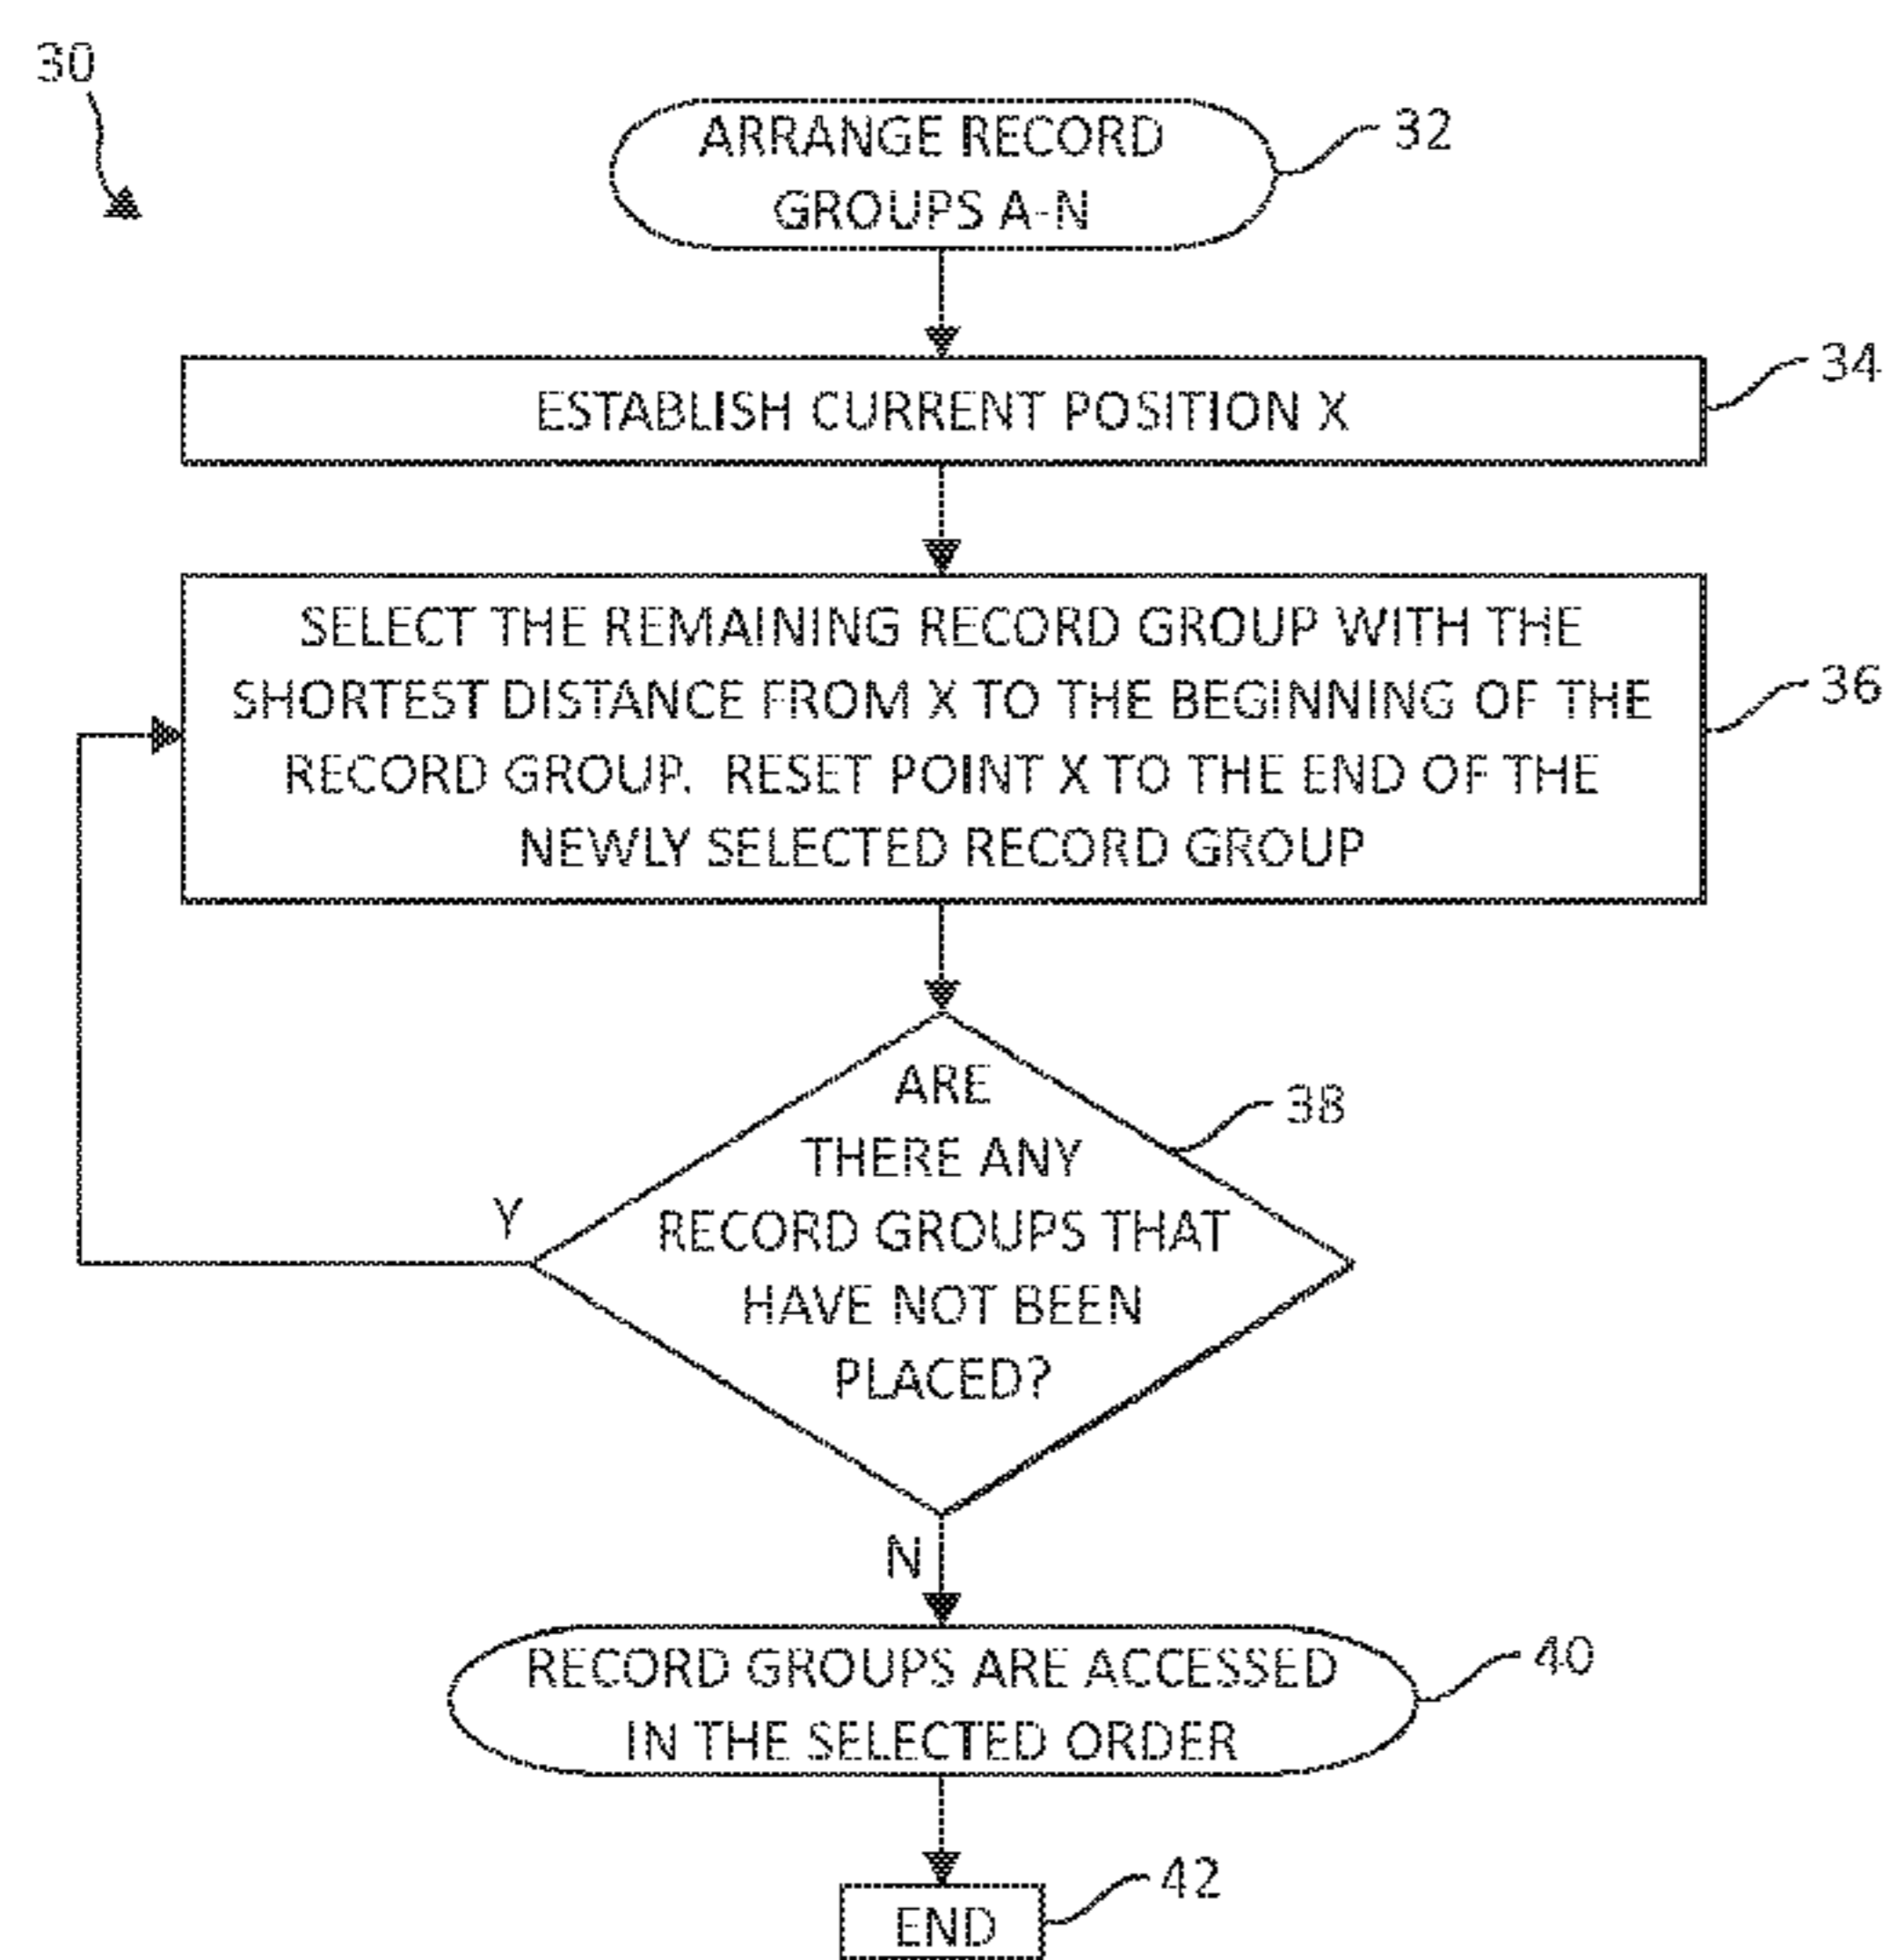 30
ARRANGE RECORD
GROUPS A-N
32
ESTABLISH CURRENT POSITION X
34
SELECT THE REMAINING RECORD GROUP WITH THE
SHORTEST DISTANCE FROM X TO THE BEGINNING OF THE
RECORD GROUP. RESET POINT X TO THE END OF THE
NEWLY SELECTED RECORD GROUP
36
ARE
THERE ANY
RECORD GROUPS THAT
HAVE NOT BEEN
PLACED?
38
Y
N
RECORD GROUPS ARE ACCESSED
IN THE SELECTED ORDER
40
END
42